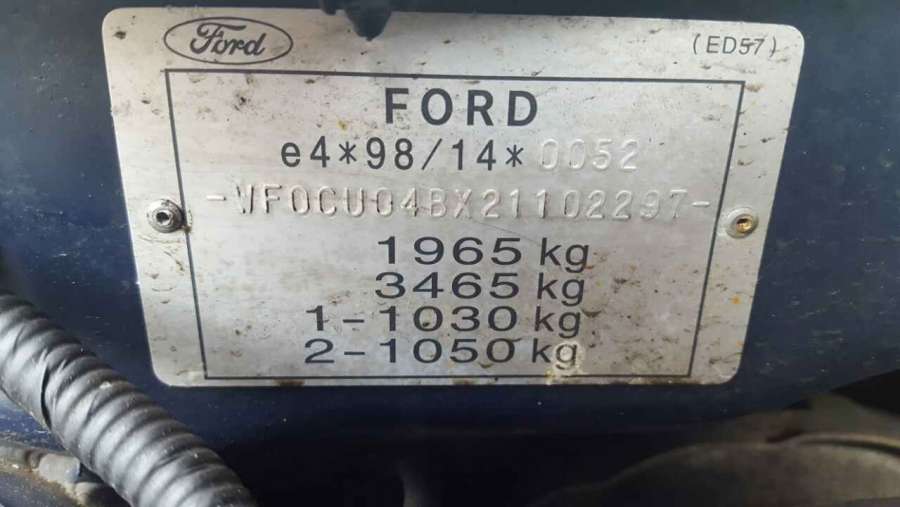 Ford
(ED57)
FORD
e4*98/14*0052
-WF0CU04BX21102297-
1965 kg
3465 kg
1-1030 kg
2-1050 kg